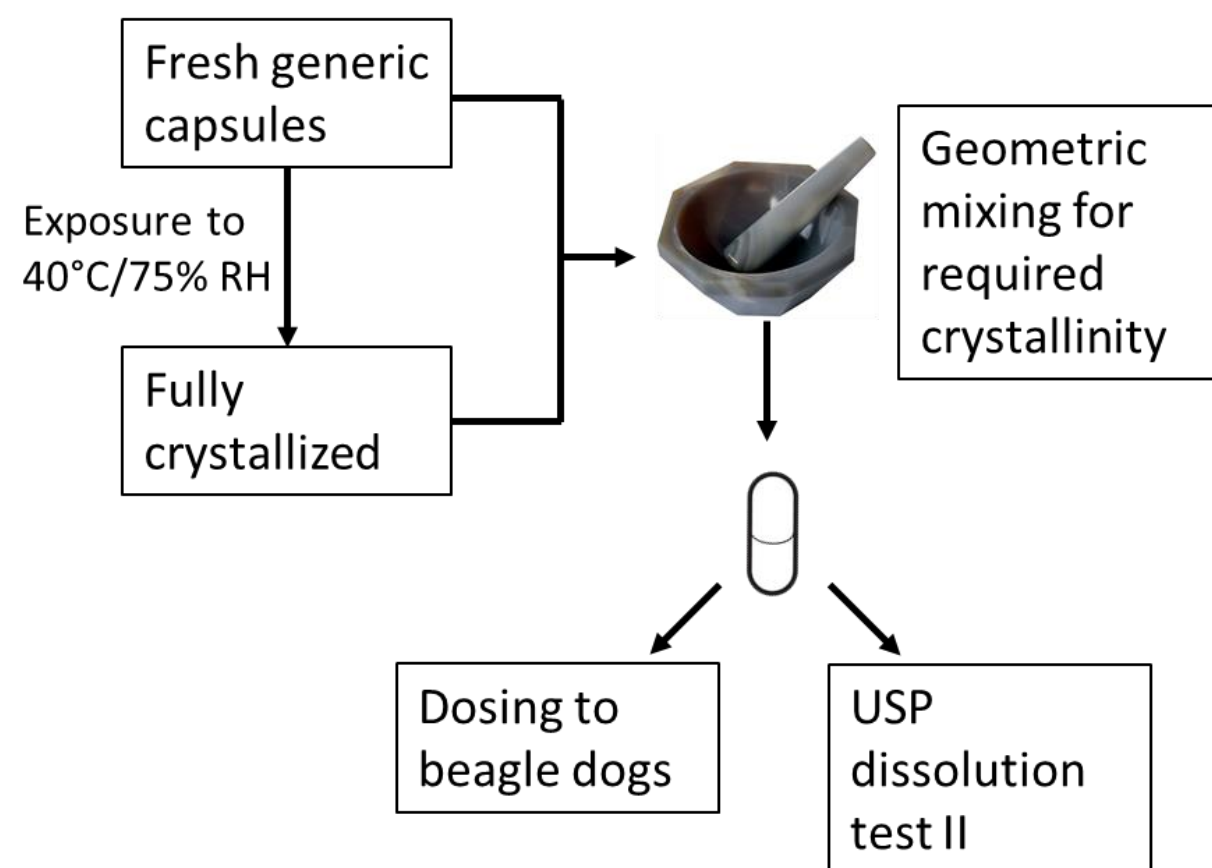 Fresh generic
capsules
Exposure to
40°C/75% RH
Fully
crystallized
Geometric
mixing for
required
crystallinity
Dosing to
beagle dogs
USP
dissolution
test II